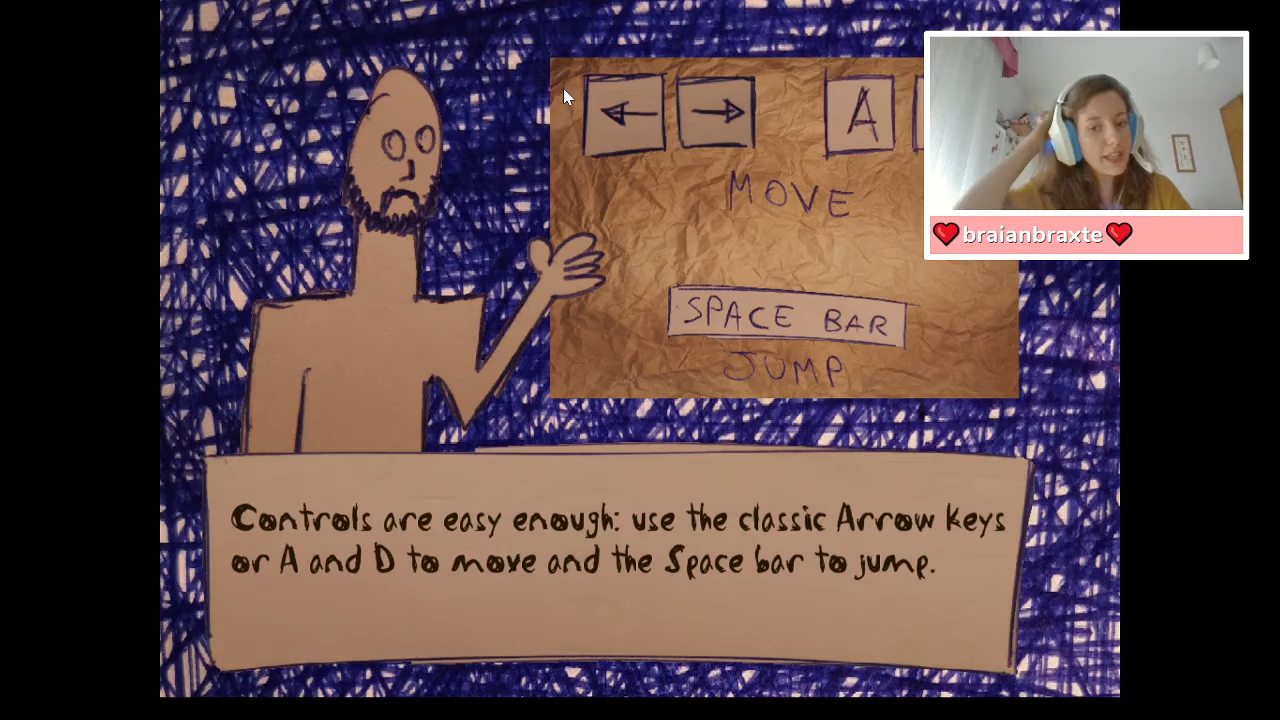 A
MOVE
SPACE BAR
JUMP
❤braianbraxte❤
Controls are easy enough: use the classic Arrow keys
or A and D to move and the Space bar to jump.